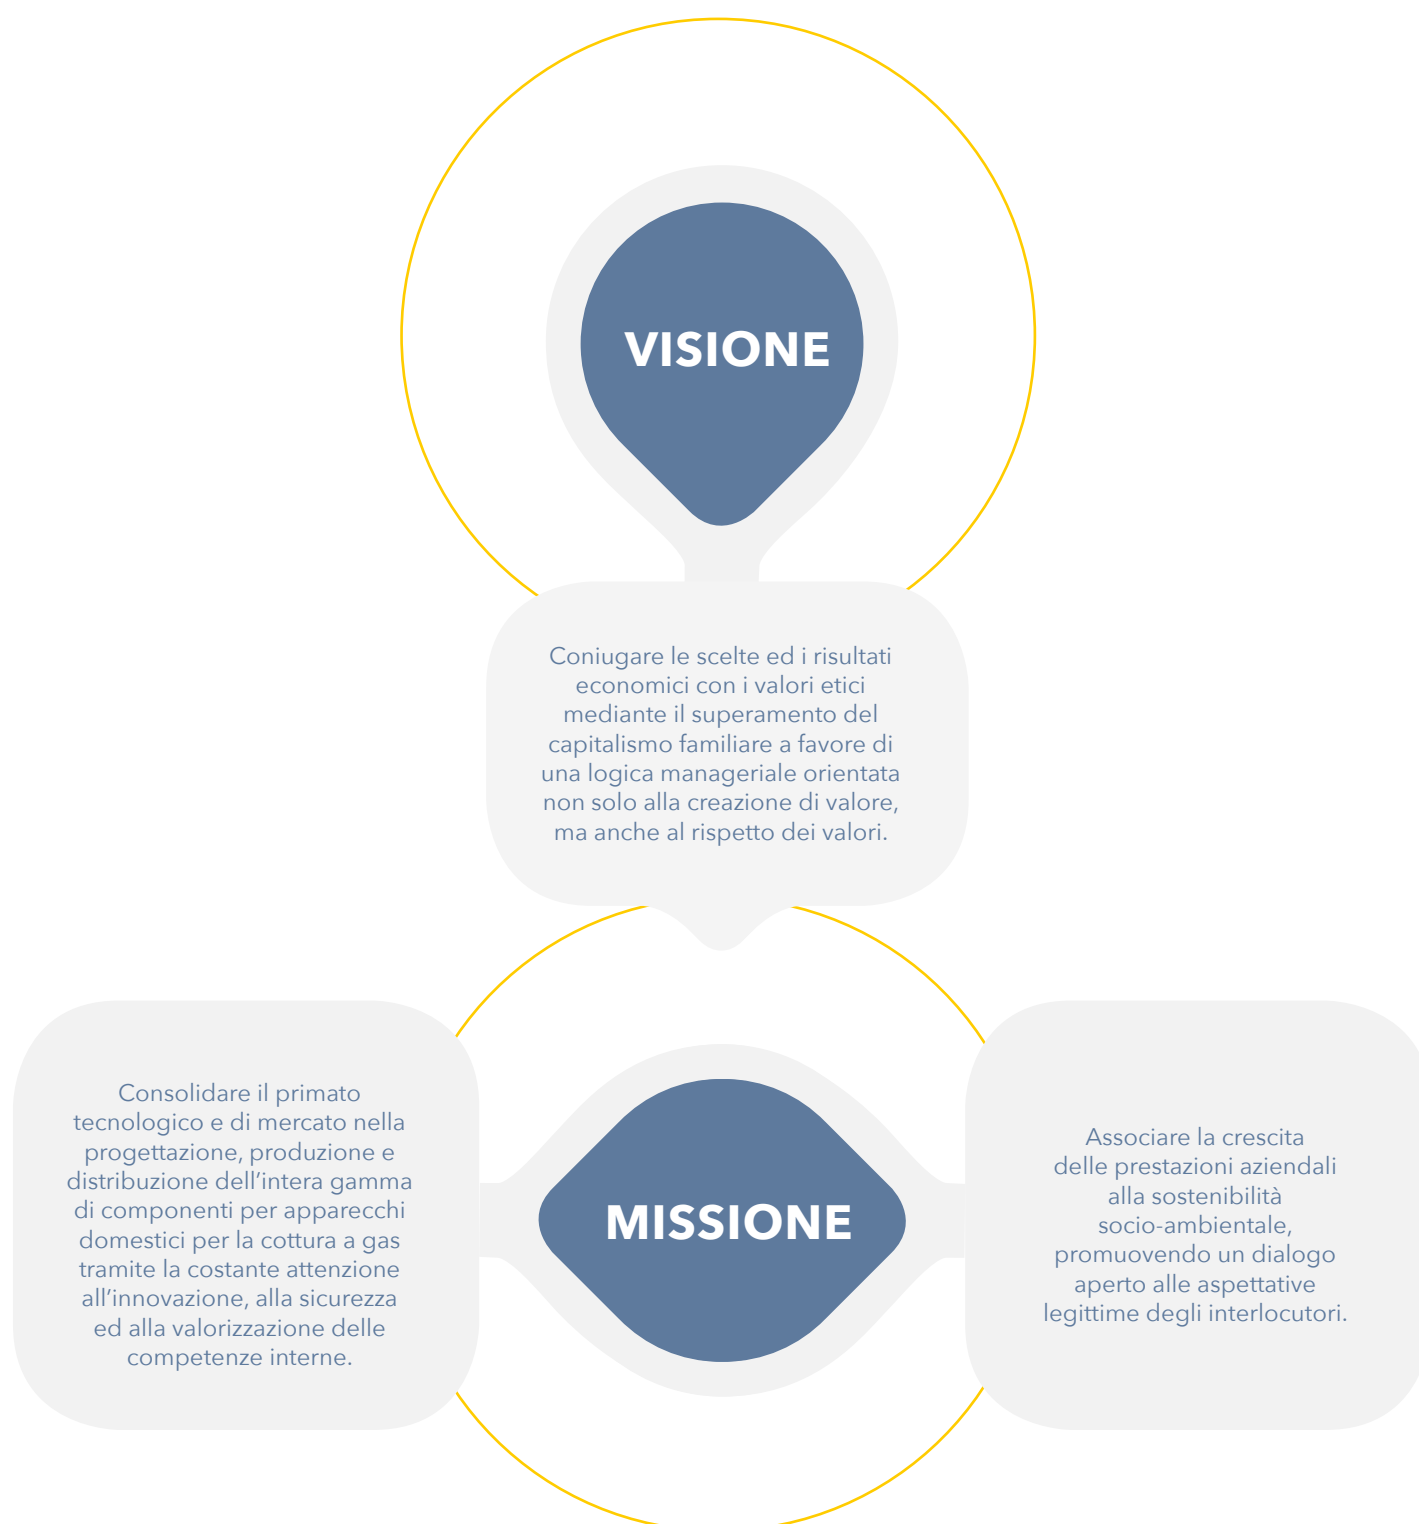 VISIONE
Coniugare le scelte ed i risultati
economici con i valori etici
mediante il superamento del
capitalismo familiare a favore di
una logica manageriale orientata
non solo alla creazione di valore,
ma anche al rispetto dei valori.
Consolidare il primato
tecnologico e di mercato nella
progettazione, produzione e
distribuzione dell’intera gamma
di componenti per apparecchi
domestici per la cottura a gas
tramite la costante attenzione
all’innovazione, alla sicurezza
ed alla valorizzazione delle
competenze interne.
MISSIONE
Associare la crescita
delle prestazioni aziendali
alla sostenibilità
socio-ambientale,
promuovendo un dialogo
aperto alle aspettative
legittime degli interlocutori.